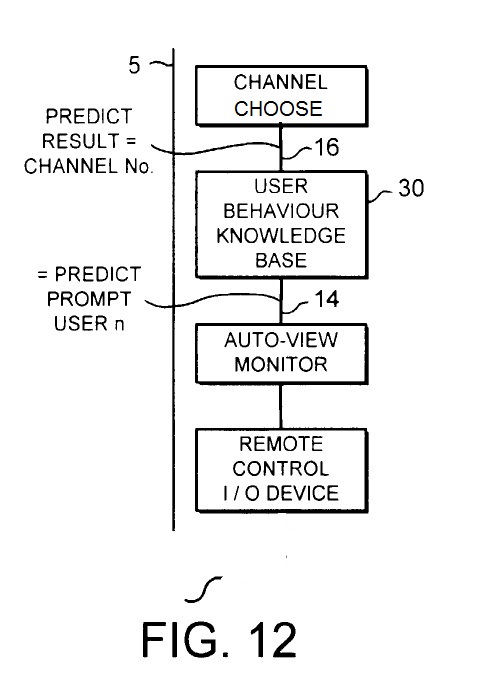 5
CHANNEL
CHOOSE
PREDICT
RESULT =
CHANNEL No.
16
USER
BEHAVIOUR
KNOWLEDGE
BASE
30
= PREDICT
PROMPT
USER n
14
AUTO-VIEW
MONITOR
REMOTE
CONTROL
I / O DEVICE
FIG. 12